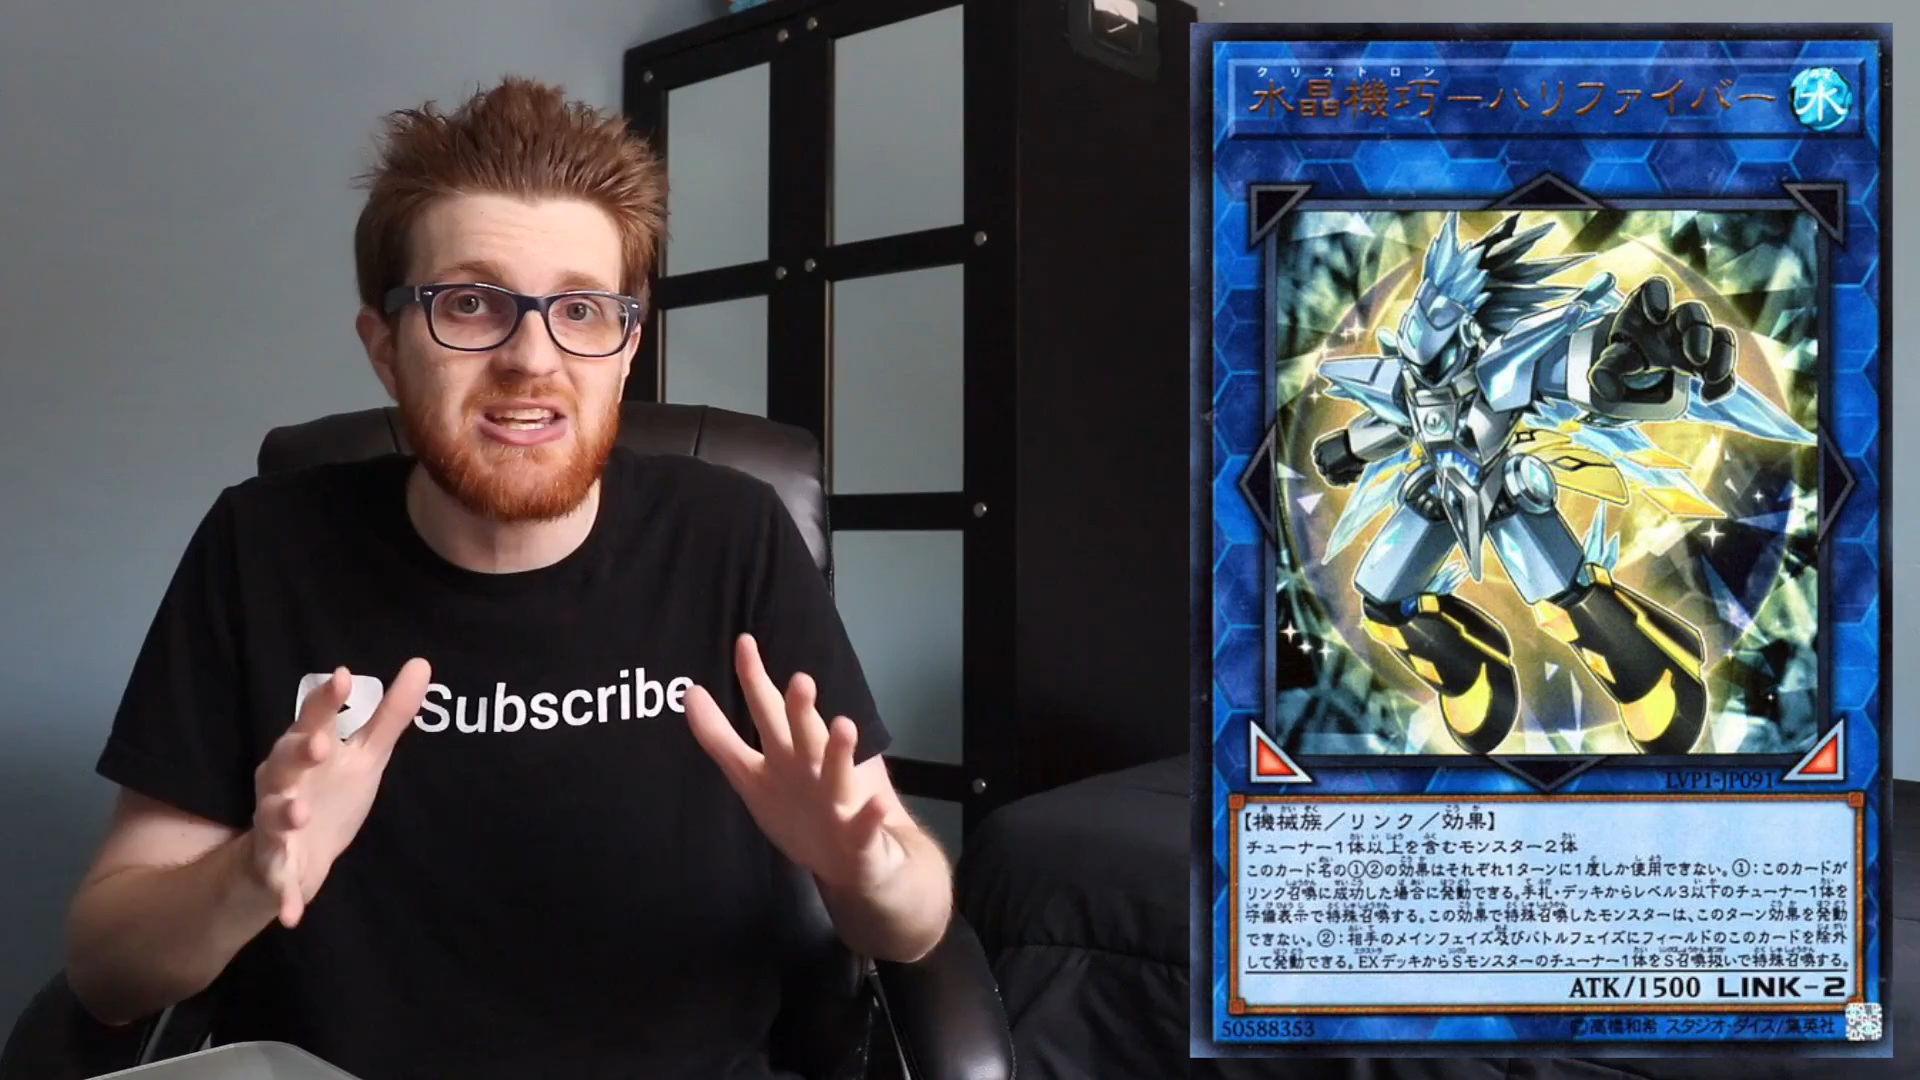 Subscribe
クリストロン
水晶機巧－ハリファイバー
水
LVP1-JP091
【機械族／リンク／効果】
チューナー1体以上を含むモンスター2体
このカード名の①②の効果はそれぞれ1ターンに1度しか使用できない。①：このカードが
リンク召喚に成功した場合に発動できる。手札・デッキからレベル3以下のチューナー1体を
守備表示で特殊召喚する。この効果で特殊召喚したモンスターは、このターン効果を発動
できない。②：相手のメインフェイズ及びバトルフェイズにフィールドのこのカードを除外
して発動できる。EXデッキからSモンスターのチューナー1体をS召喚扱いで特殊召喚する。
ATK/1500 LINK-2
50588353
©高橋和希 スタジオ・ダイス/集英社